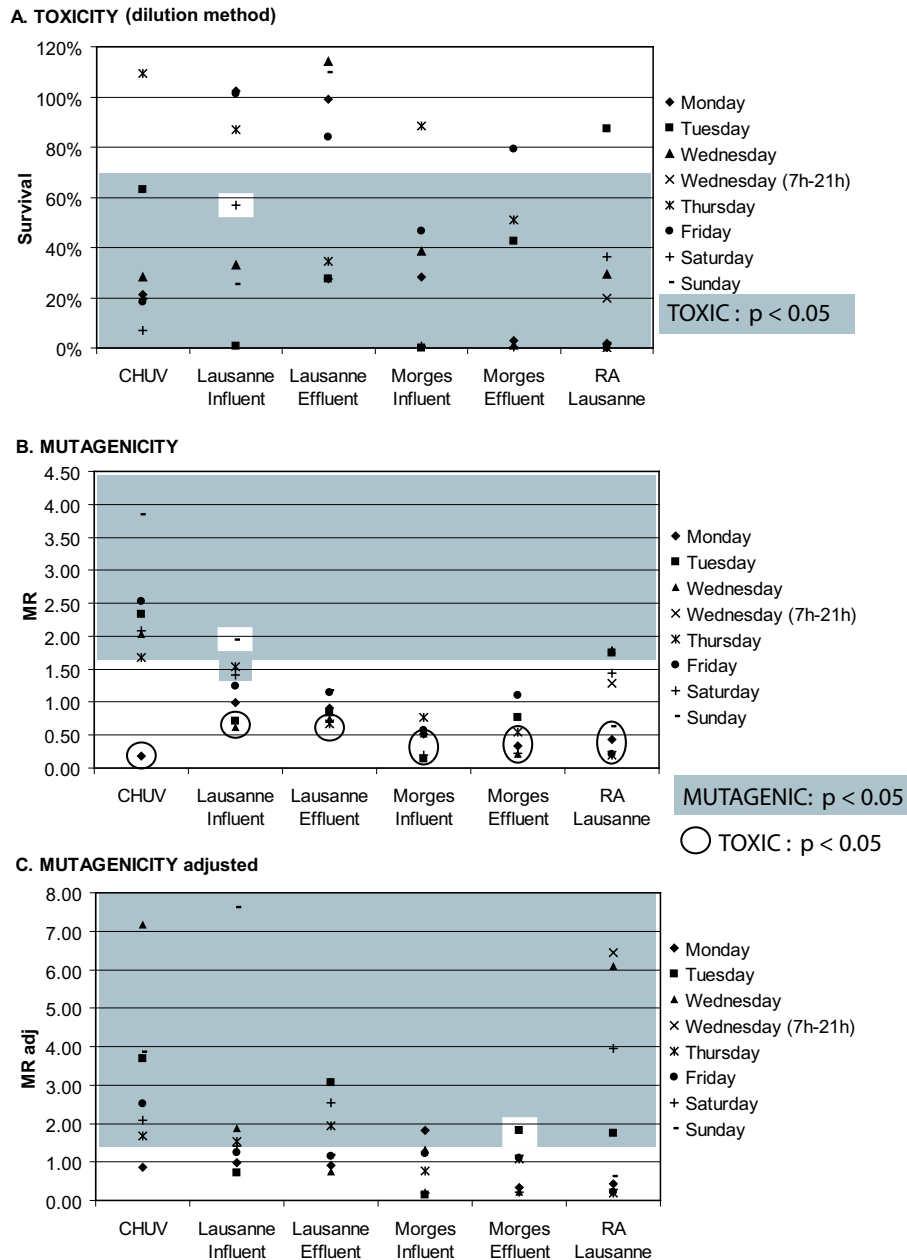 A. TOXICITY (dilution method)
120%
100%
80%
60%
40%
20%
0%
Survival
CHUV
Lausanne Influent
Lausanne Effluent
Morges Influent
Morges Effluent
RA Lausanne
Monday
Tuesday
Wednesday
Wednesday (7h-21h)
Thursday
Friday
Saturday
Sunday
TOXIC : p < 0.05
B. MUTAGENICITY
4.50
4.00
3.50
3.00
2.50
2.00
1.50
1.00
0.50
0.00
MR
CHUV
Lausanne Influent
Lausanne Effluent
Morges Influent
Morges Effluent
RA Lausanne
Monday
Tuesday
Wednesday
Wednesday (7h-21h)
Thursday
Friday
Saturday
Sunday
MUTAGENIC: p < 0.05
TOXIC : p < 0.05
C. MUTAGENICITY adjusted
8.00
7.00
6.00
5.00
4.00
3.00
2.00
1.00
0.00
MR adj
CHUV
Lausanne Influent
Lausanne Effluent
Morges Influent
Morges Effluent
RA Lausanne
Monday
Tuesday
Wednesday
Wednesday (7h-21h)
Thursday
Friday
Saturday
Sunday